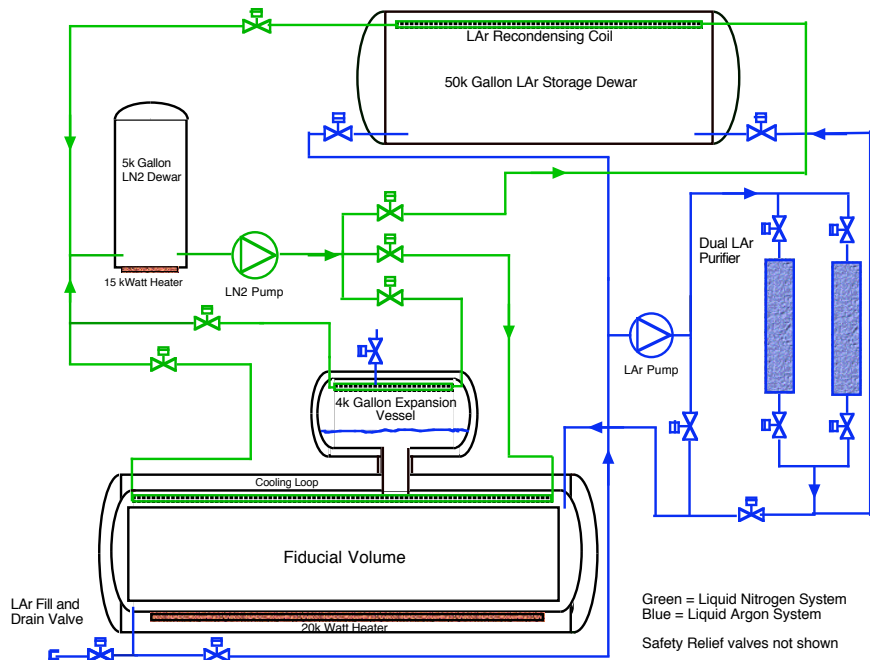 LAr Recondensing Coil
50k Gallon LAr Storage Dewar
5k Gallon
LN2 Dewar
15 kWatt Heater
LN2 Pump
Dual LAr
Purifier
LAr Pump
4k Gallon Expansion
Vessel
Cooling Loop
Fiducial Volume
LAr Fill and
Drain Valve
20k Watt Heater
Green = Liquid Nitrogen System
Blue = Liquid Argon System
Safety Relief valves not shown